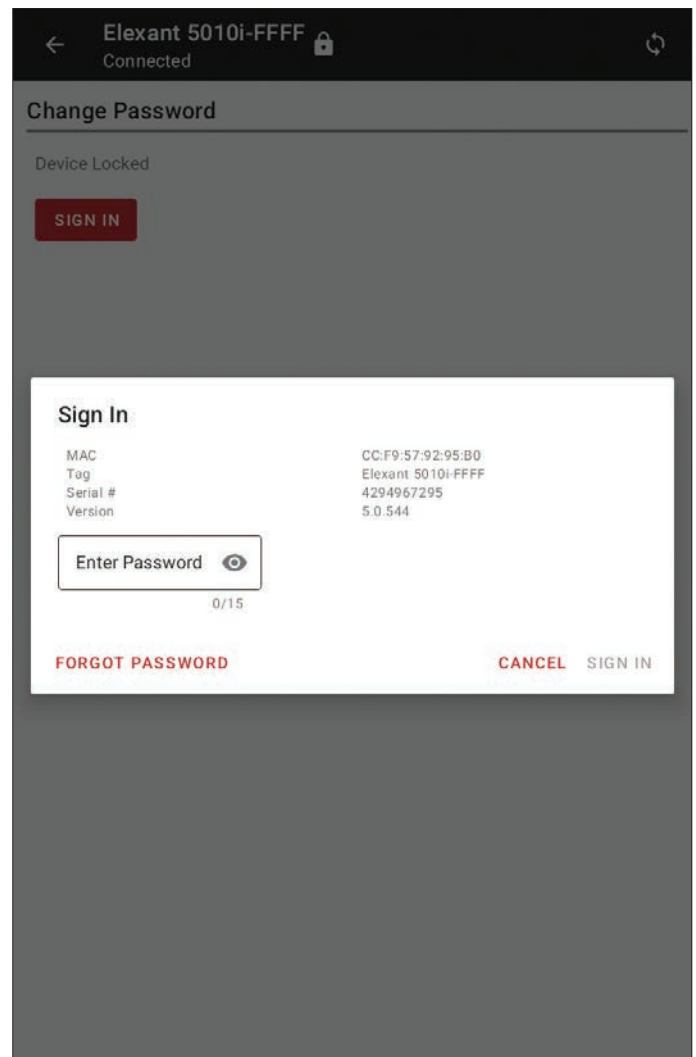 Elexant 5010i-FFFF
Connected
Change Password
Device Locked
SIGN IN
Sign In
MAC CC:F9:57:92:95:B0
Tag Elexant 5010i-FFFF
Serial # 4294967295
Version 5.0.544
Enter Password
0/15
FORGOT PASSWORD CANCEL SIGN IN